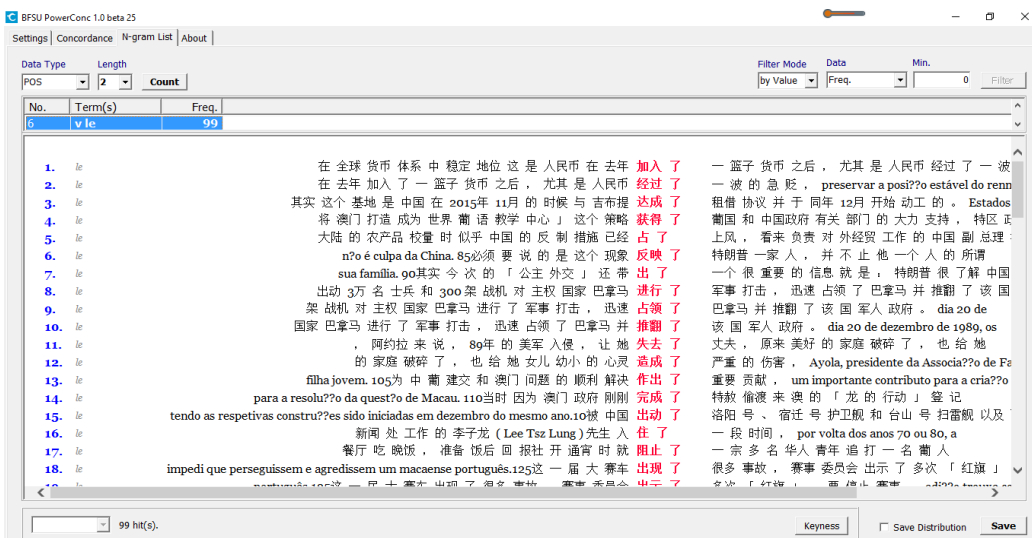 BFSU PowerConc 1.0 beta 25
Settings Concordance N-gram List About
Data Type Length Filter Mode Data Min.
POS 2 Count by Value Freq. 0 Filter
No. Term(s) Freq.
6 v le 99
1. le 在 全球 货币 体系 中 稳定 地位 这 是 人民币 在 去年 加入 了 一 篮子 货币 之后 , 尤其 是 人民币 经过 了 一 波
2. le 在 去年 加入 了 一 篮子 货币 之后 , 尤其 是 人民币 经过 了 一 波 的 急 贬 , preservar a posi??o estável do renm
3. le 其实 这个 基地 是 中国 在 2015年 11月 的 时候 与 吉布提 达成 了 租借 协议 并 于 同年 12月 开始 动工 的 。 Estados
4. le 将 澳门 打造 成为 世界 葡 语 教学 中心 」 这个 策略 获得 了 葡国 和 中国政府 有关 部门 的 大力 支持 , 特区 政
5. le 大陆 的 农产品 校量 时 似乎 中国 的 反 制 措施 已经 占 了 上风 , 看来 负责 对 外经贸 工作 的 中国 副 总理
6. le n?o é culpa da China. 85必须 要 说 的 是 这个 现象 反映 了 特朗普 一家 人 , 并 不 止 他一 个 人 的 所谓
7. le sua família. 90其实 今 次 的 「 公主 外交 」 还 带 出 了 一个 很 重要 的 信息 就 是 : 特朗普 很 了解 中国
8. le 出动 3万 名 士兵 和 300 架 战机 对 主权 国家 巴拿马 进行 了 军事 打击 , 迅速 占领 了 巴拿马 并 推翻 了 该 国
9. le 架 战机 对 主权 国家 巴拿马 进行 了 军事 打击 , 迅速 占领 了 巴拿马 并 推翻 了 该 国 军人 政府 。 dia 20 de
10. le 国家 巴拿马 进行 了 军事 打击 , 迅速 占领 了 巴拿马 并 推翻 了 该 国 军人 政府 。 dia 20 de dezembro de 1989, os
11. le , 阿约拉 来 说 , 89年 的 美军 入侵 , 让 她 失去 了 丈夫 , 原来 美好 的 家庭 破碎 了 , 也 给 她
12. le 的 家庭 破碎 了 , 也 给 她 女儿 幼小 的 心灵 造成 了 严重 的 伤害 , Ayola, presidente da Associa??o de Fa
13. le filha jovem. 105为 中 葡 建交 和 澳门 问题 的 顺利 解决 作出 了 重要 贡献 , um importante contributo para a cria??o
14. le para a resolu??o da quest?o de Macau. 110当时 因为 澳门 政府 刚刚 完成 了 特赦 偷渡 来 澳 的 「 龙 的 行动 」 登 记
15. le tendo as respetivas constru??es sido iniciadas em dezembro do mesmo ano.10被 中国 出动 了 洛阳 号 、 宿迁 号 护卫舰 和 台山 号 扫雷舰 以及
16. le 新闻 处 工作 的 李子龙 ( Lee Tsz Lung ) 先生 入 住 了 一 段 时间 , por volta dos anos 70 ou 80, a
17. le 餐厅 吃 晚饭 , 准备 饭后 回 报社 开 通宵 时 就 阻止 了 一 宗 多 名 华人 青年 追 打 一 名 葡 人
18. le impedi que perseguissem e agredissem um macaense português.125这 一 届 大 赛车 出现 了 很多 事故 , 赛事 委员会 出示 了 多次 「 红旗 」
99 hit(s). Keyness Save Distribution Save